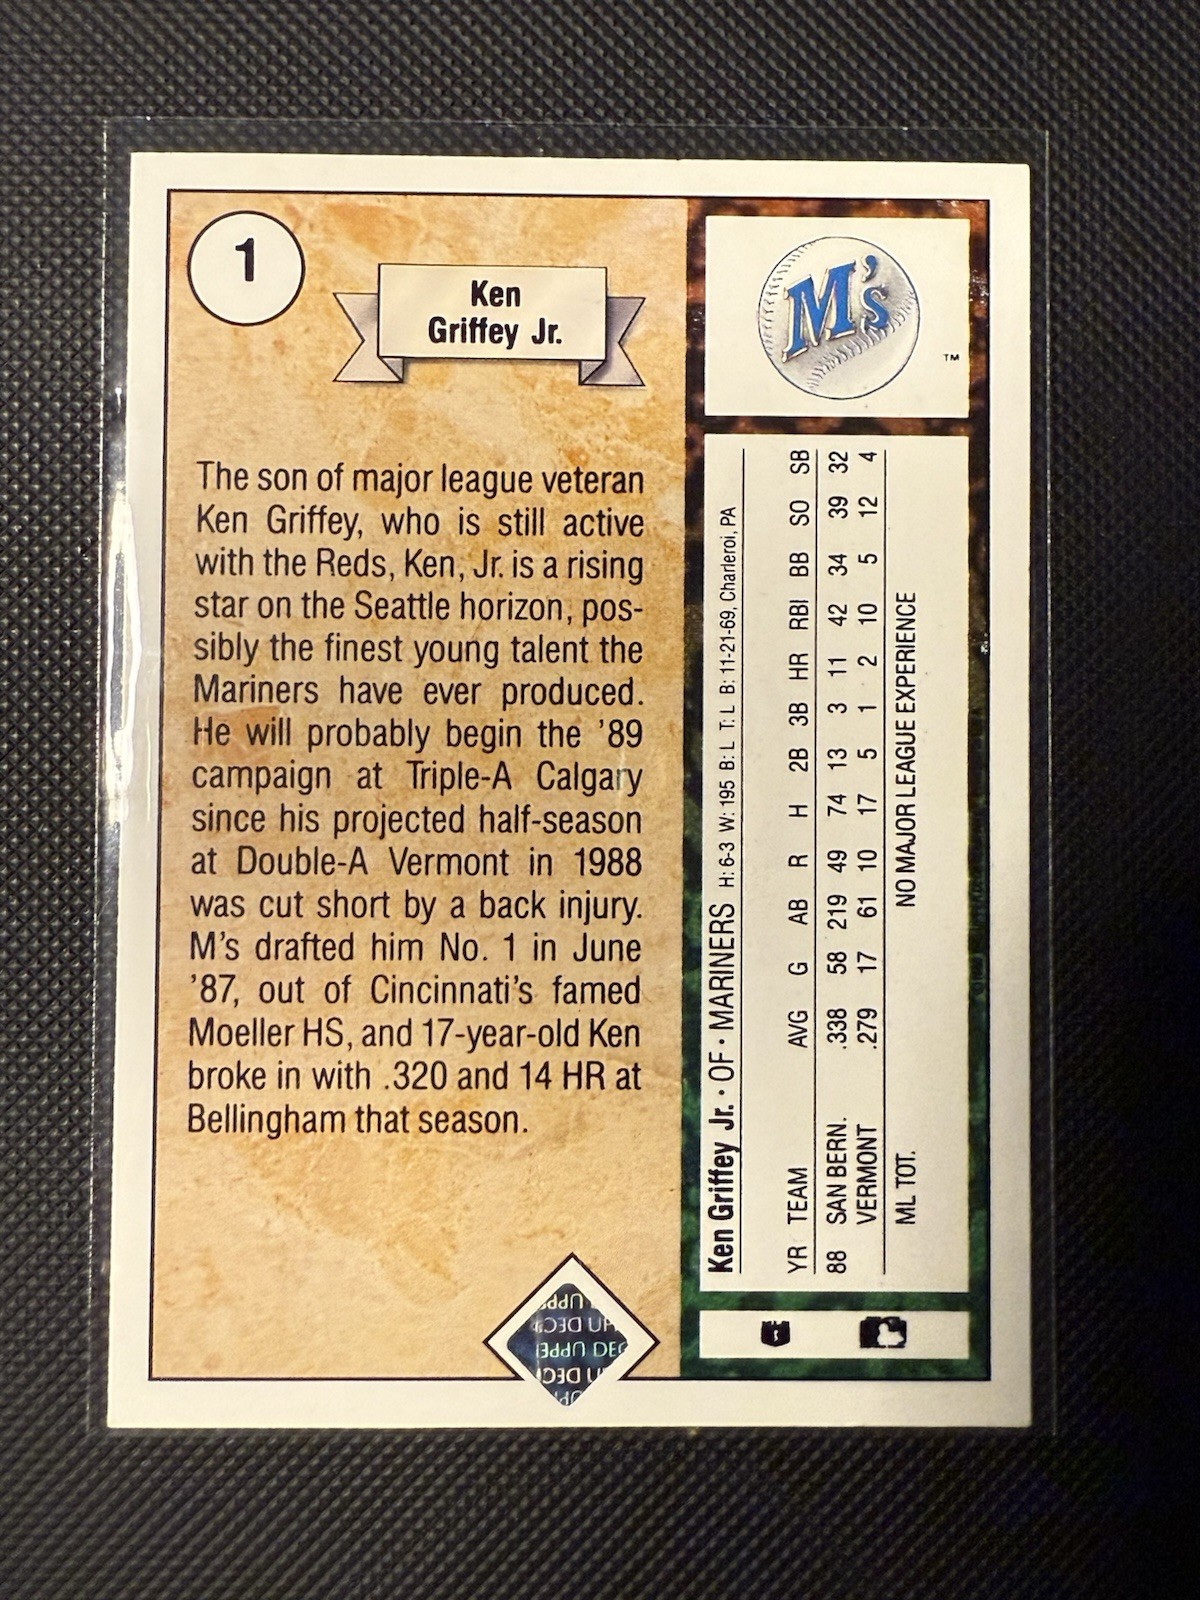 1
Ken
Griffey Jr.
The son of major league veteran
Ken Griffey, who is still active
with the Reds, Ken, Jr. is a rising
star on the Seattle horizon, pos-
sibly the finest young talent the
Mariners have ever produced.
He will probably begin the '89
campaign at Triple-A Calgary
since his projected half-season
at Double-A Vermont in 1988
was cut short by a back injury.
M's drafted him No. 1 in June
'87, out of Cincinnati's famed
Moeller HS, and 17-year-old Ken
broke in with .320 and 14 HR at
Bellingham that season.
M's
TM
Ken Griffey Jr. • OF • MARINERS H: 6-3 W: 195 B: L T: L B: 11-21-69, Charleroi, PA
YR TEAM AVG G AB R H 2B 3B HR RBI BB SO SB
88 SAN BERN. .338 58 219 49 74 13 3 11 42 34 39 32
VERMONT .279 17 61 10 17 5 1 2 10 5 12 4
ML TOT. NO MAJOR LEAGUE EXPERIENCE
UPPER DECK